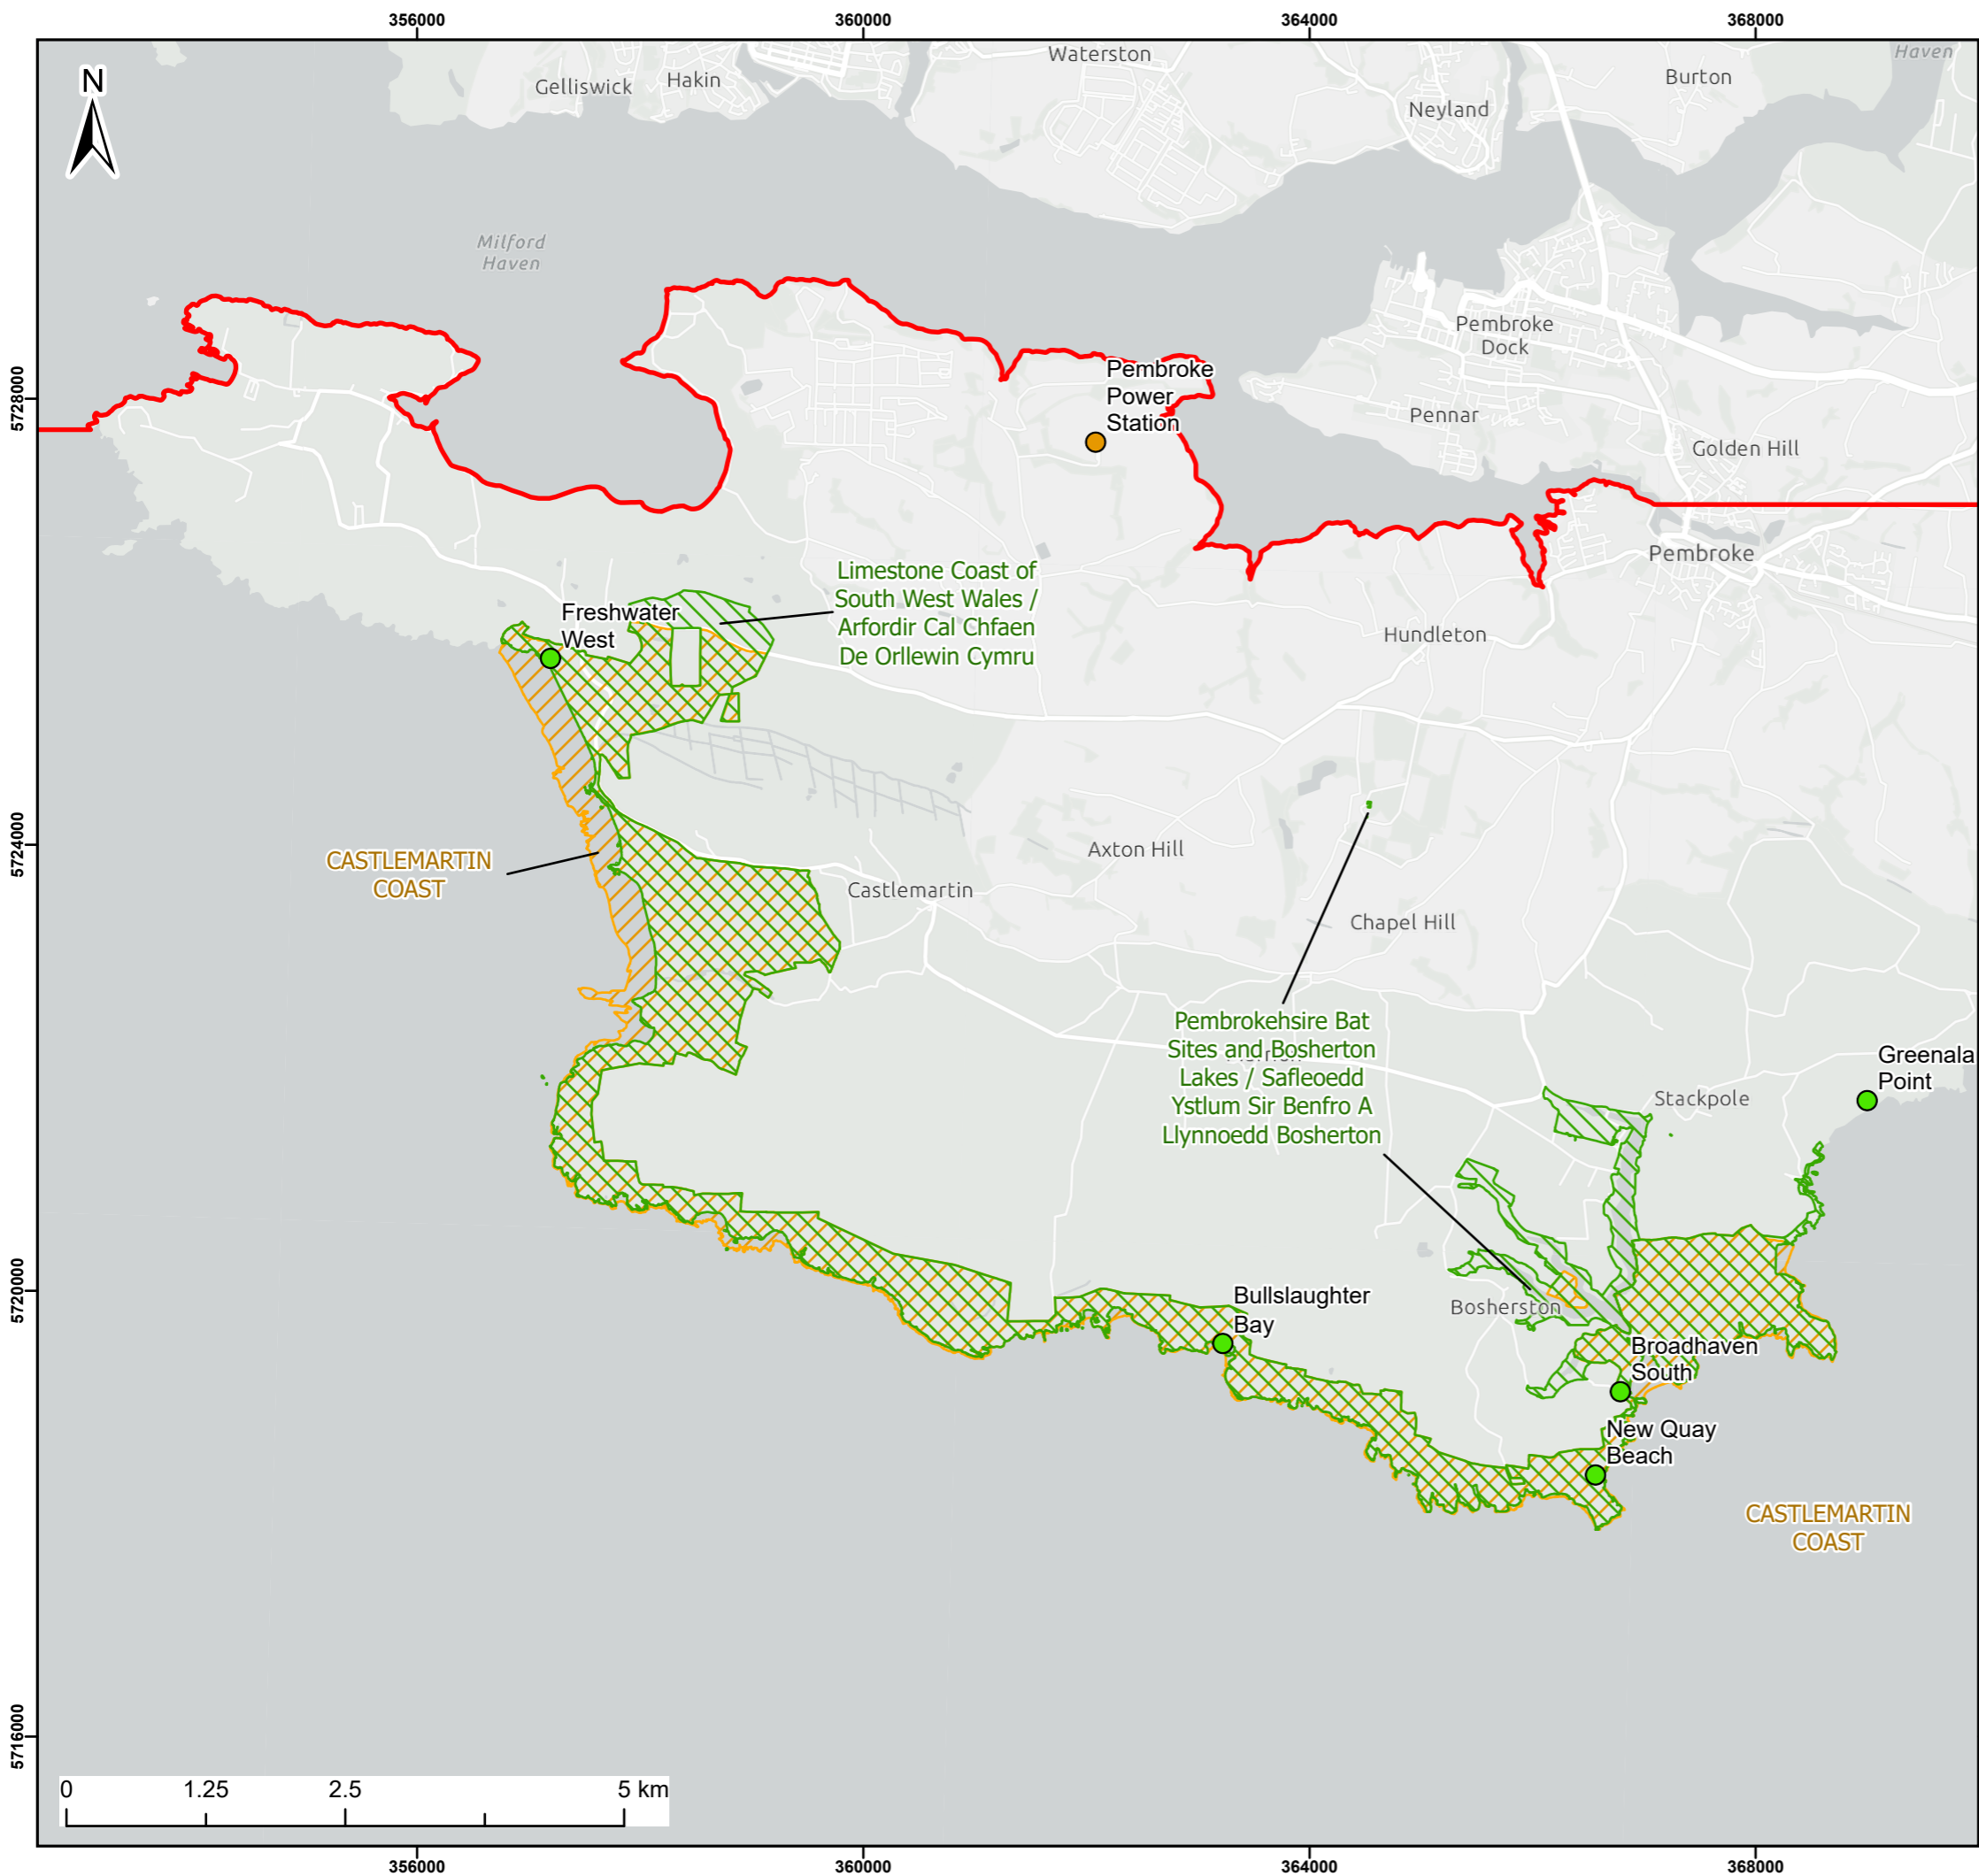 356000
360000
364000
368000
N
Gelliswick
Hakin
Waterston
Neyland
Burton
Haven
Milford
Haven
5728000
Pembroke
Dock
Pennar
Golden Hill
Pembroke
Power
Station
Pembroke
Limestone Coast of
South West Wales /
Arfordir Cal Chfaen
De Orllewin Cymru
Freshwater
West
Hundleton
5724000
CASTLEMARTIN
COAST
Castlemartin
Axton Hill
Chapel Hill
Pembrokehsire Bat
Sites and Bosherton
Lakes / Safleoedd
Ystlum Sir Benfro A
Llynnoedd Bosherton
Greenala
Point
Stackpole
5720000
Bullslaughter
Bay
Bosherston
Broadhaven
South
New Quay
Beach
CASTLEMARTIN
COAST
5716000
0 1.25 2.5 5 km
356000
360000
364000
368000